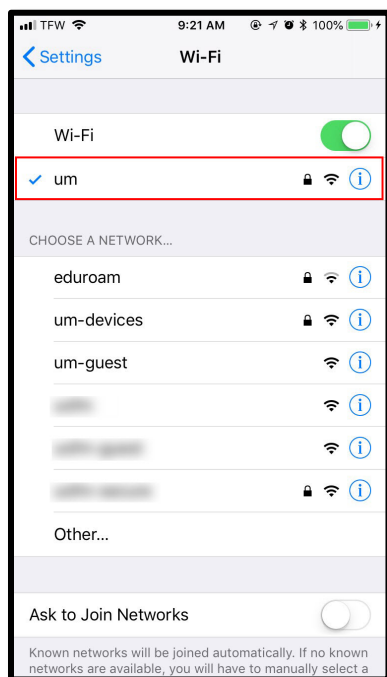 TFW 9:21 AM 100%
Settings Wi-Fi
Wi-Fi
um
CHOOSE A NETWORK...
eduroam
um-devices
um-guest
Other...
Ask to Join Networks
Known networks will be joined automatically. If no known
networks are available, you will have to manually select a